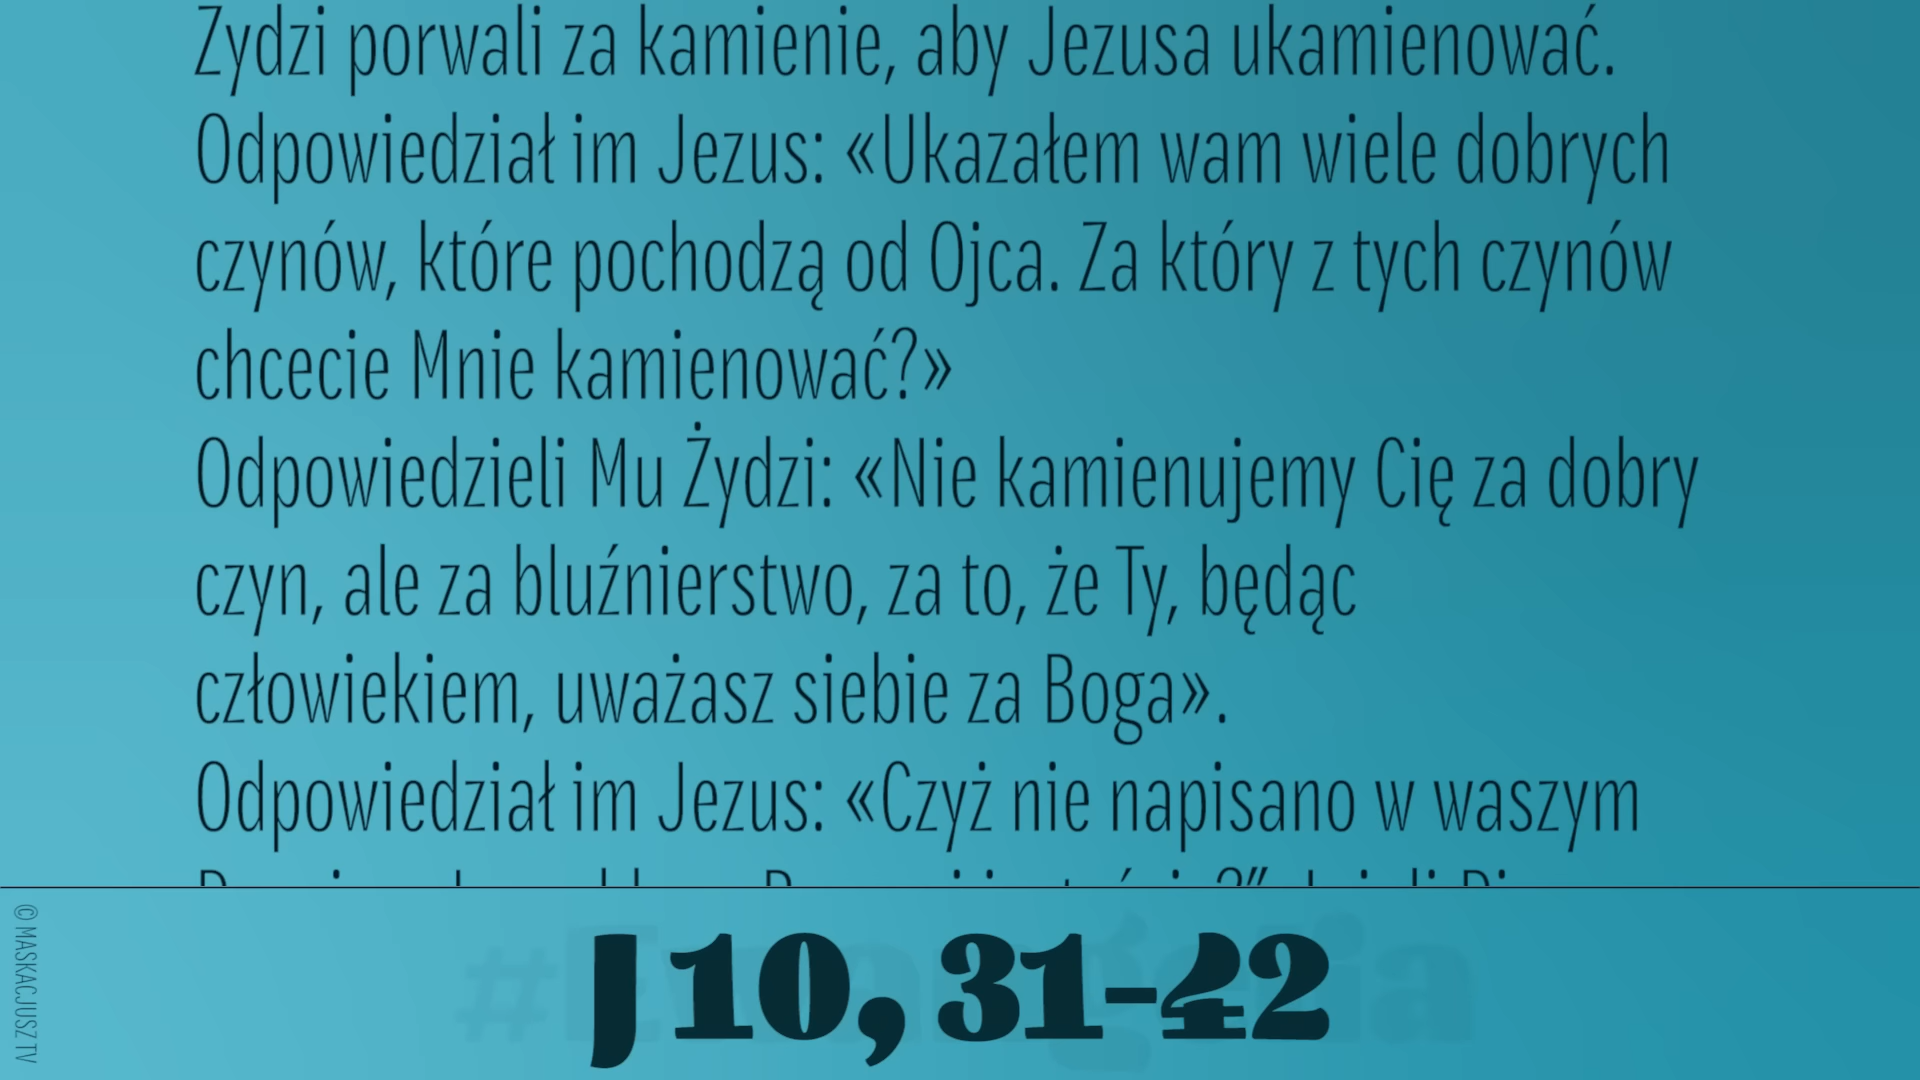 Żydzi porwali za kamienie, aby Jezusa ukamienować.
Odpowiedział im Jezus: «Ukazałem wam wiele dobrych
czynów, które pochodzą od Ojca. Za który z tych czynów
chcecie Mnie kamienować?»
Odpowiedzieli Mu Żydzi: «Nie kamienujemy Cię za dobry
czyn, ale za bluźnierstwo, za to, że Ty, będąc
człowiekiem, uważasz siebie za Boga».
Odpowiedział im Jezus: «Czyż nie napisano w waszym
#Ewangelia
J 10, 31-42
© MASKACJUSZ TV